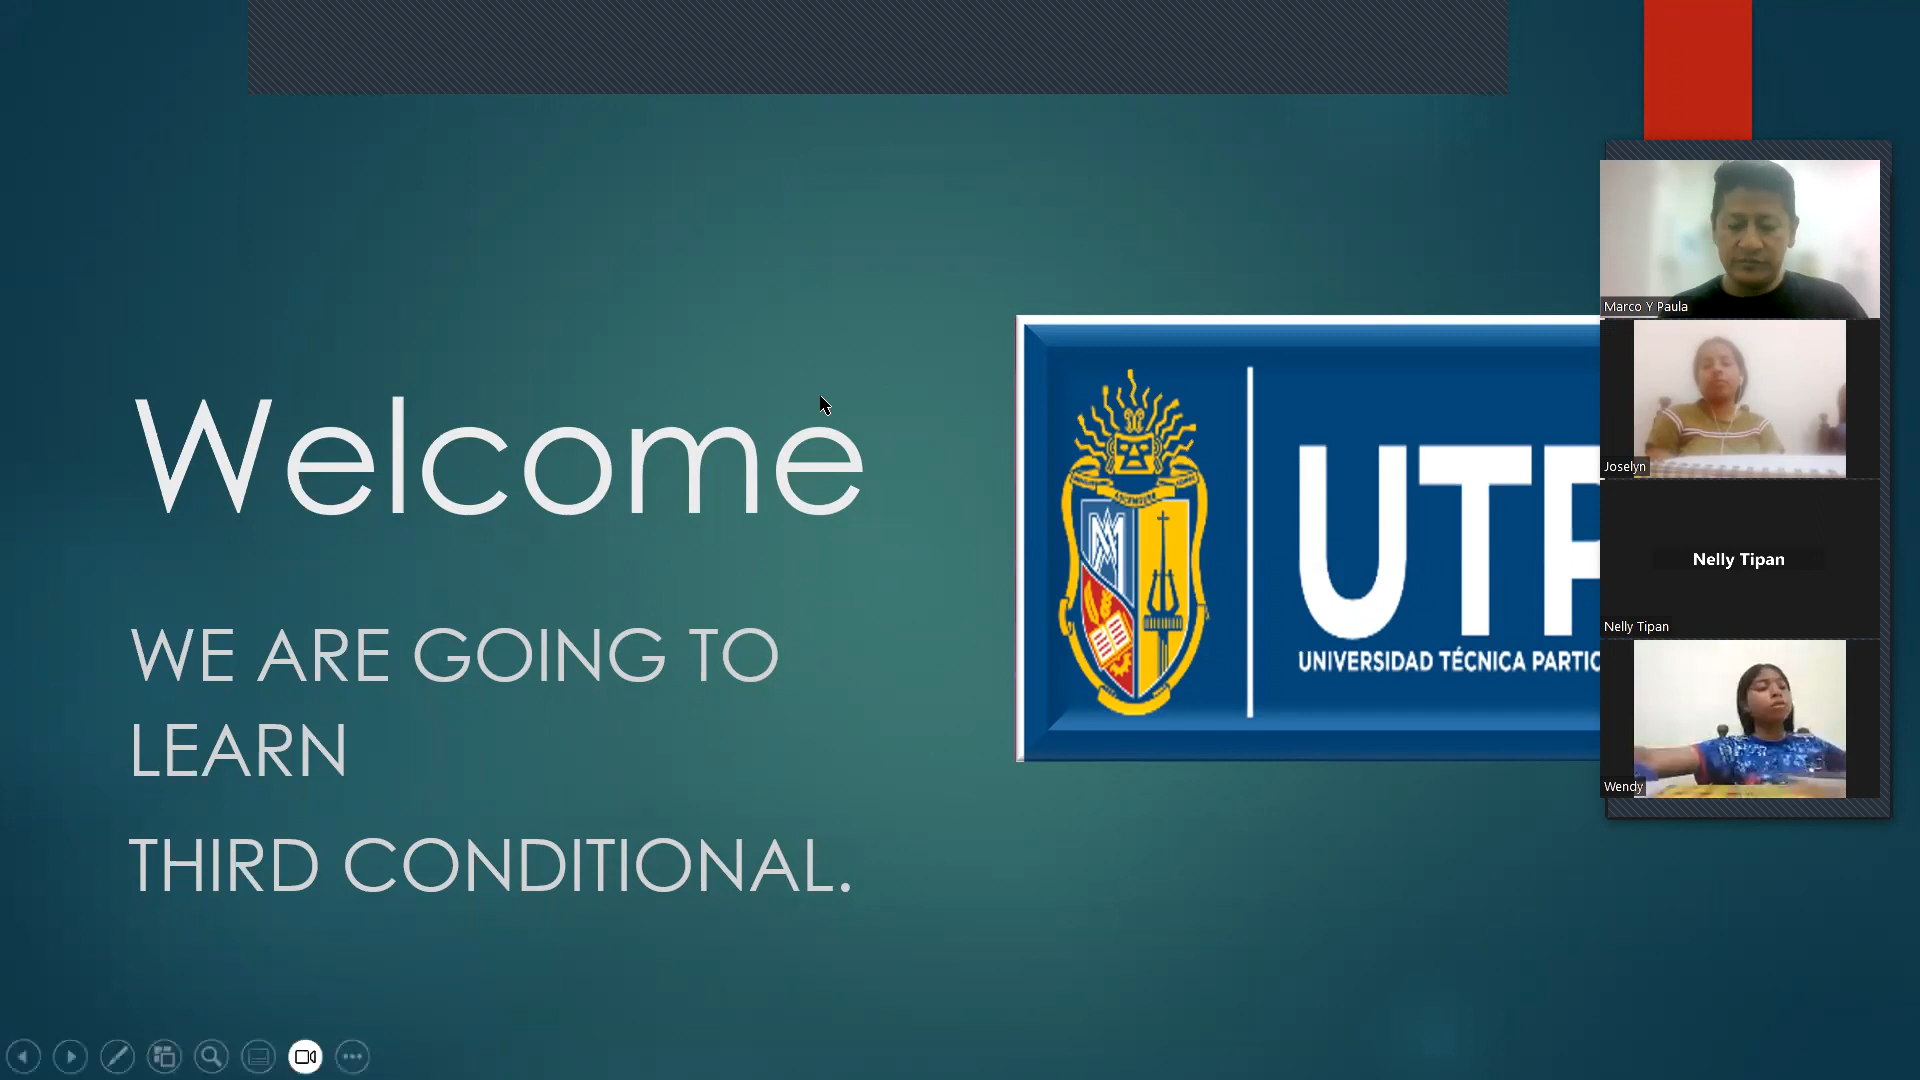 Welcome
WE ARE GOING TO
LEARN
THIRD CONDITIONAL.
UTP
UNIVERSIDAD TÉCNICA PARTIC
Marco Y Paula
Joselyn
Nelly Tipan
Nelly Tipan
Wendy